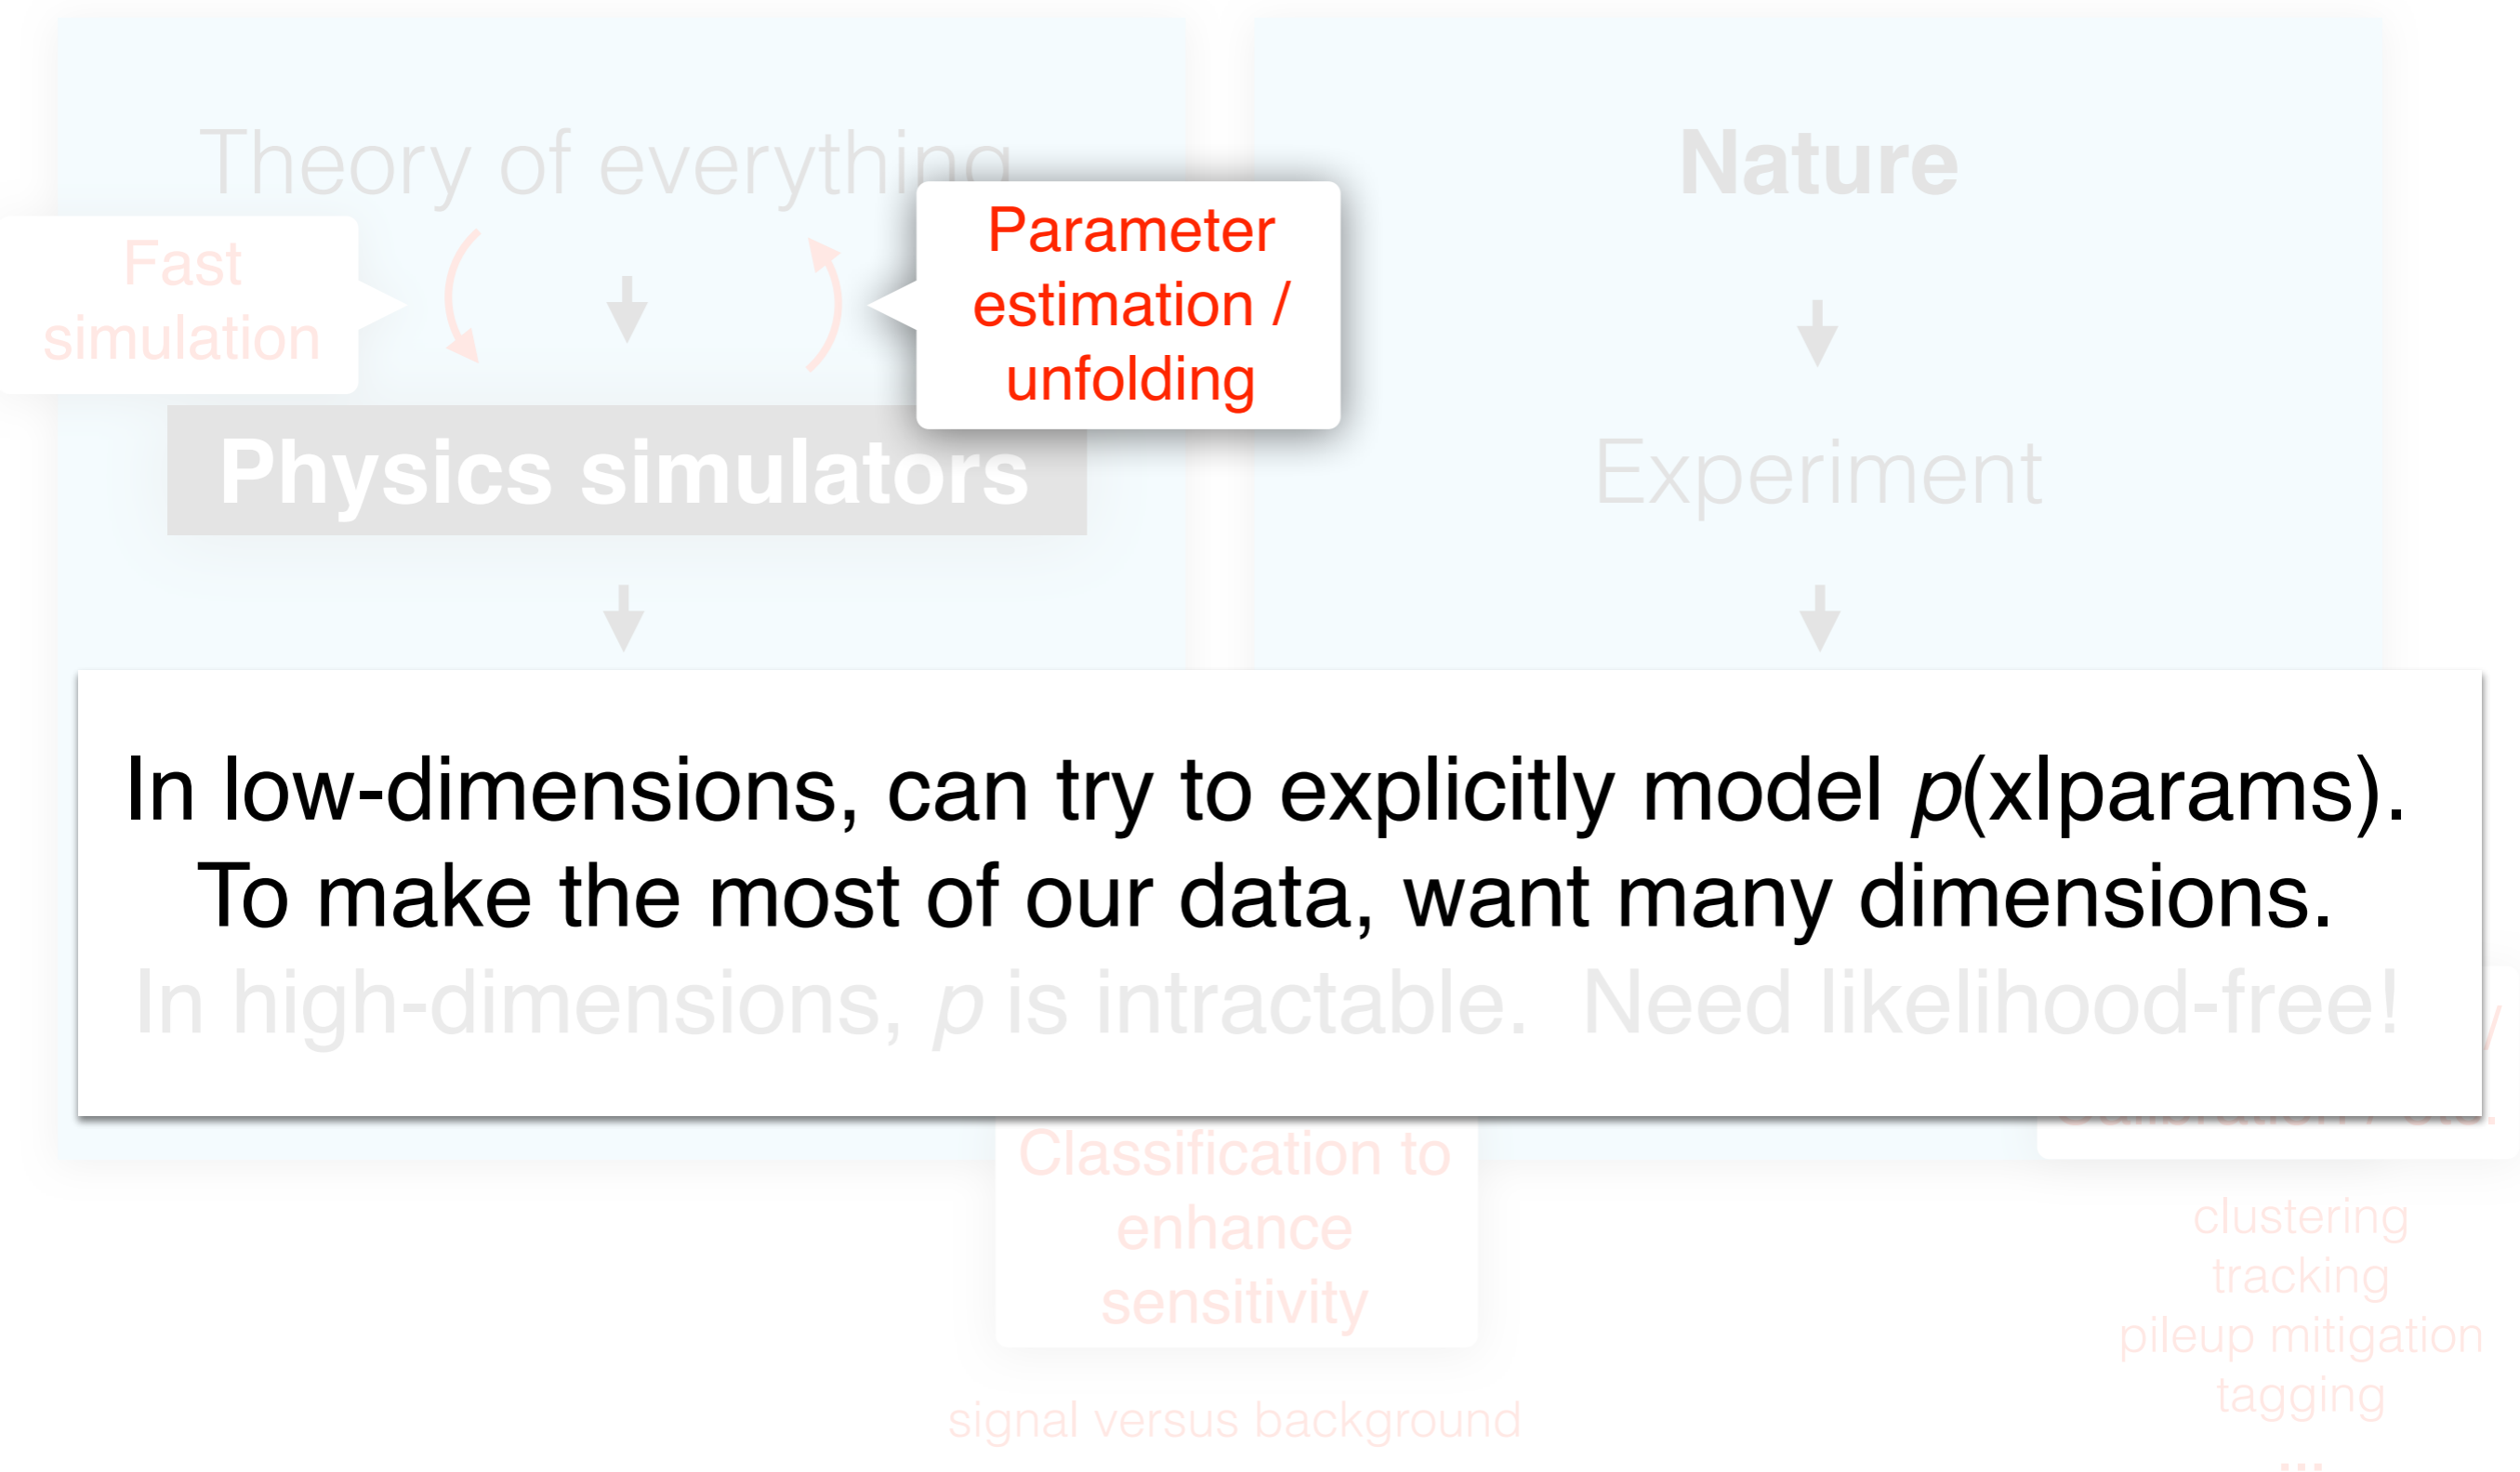 Theory of everything
Nature
Fast
simulation
Parameter
estimation /
unfolding
Physics simulators
Experiment
In low-dimensions, can try to explicitly model p(x|params).
To make the most of our data, want many dimensions.
In high-dimensions, p is intractable.  Need likelihood-free!
Classification to
enhance
sensitivity
signal versus background
clustering
tracking
pileup mitigation
tagging
...